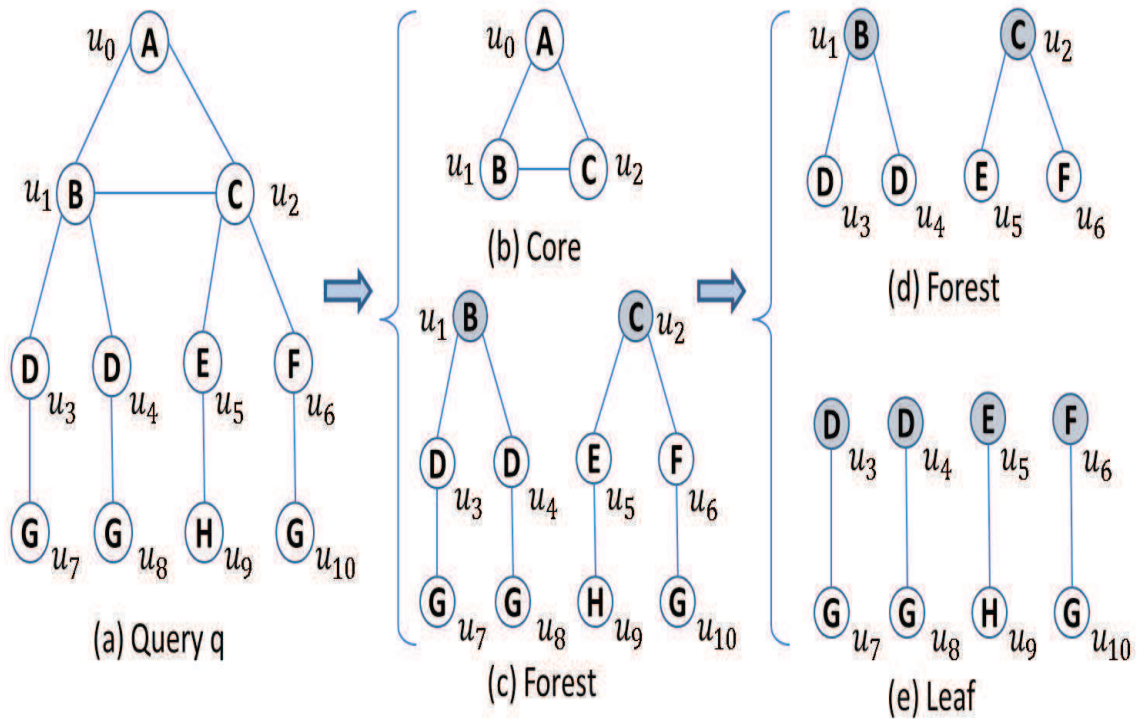 u0 A
u1 B C u2
D u3 D u4 E u5 F u6
G u7 G u8 H u9 G u10
(a) Query q
u0 A
u1 B C u2
(b) Core
u1 B C u2
D u3 D u4 E u5 F u6
G u7 G u8 H u9 G u10
(c) Forest
u1 B C u2
D u3 D u4 E u5 F u6
(d) Forest
D u3 D u4 E u5 F u6
G u7 G u8 H u9 G u10
(e) Leaf